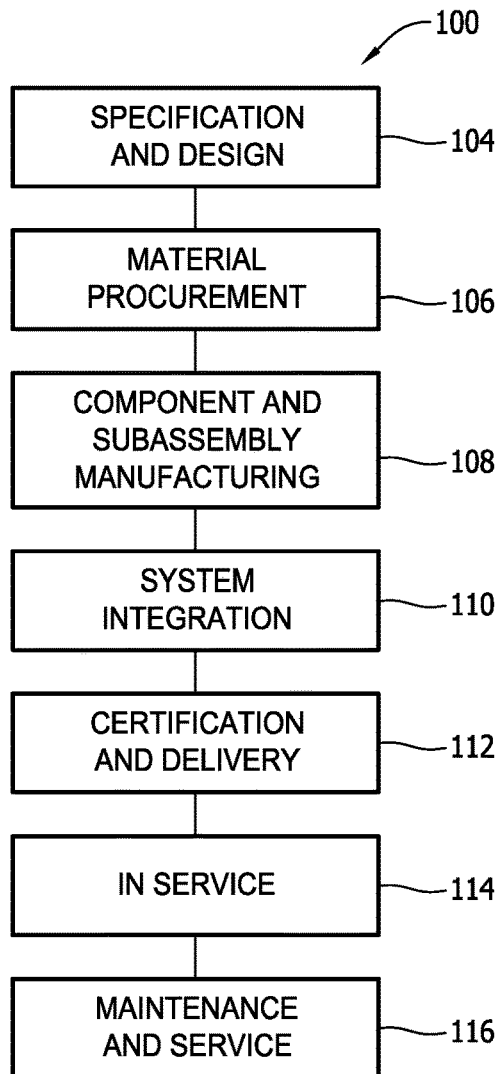 100
SPECIFICATION
AND DESIGN
104
MATERIAL
PROCUREMENT
106
COMPONENT AND
SUBASSEMBLY
MANUFACTURING
108
SYSTEM
INTEGRATION
110
CERTIFICATION
AND DELIVERY
112
IN SERVICE
114
MAINTENANCE
AND SERVICE
116